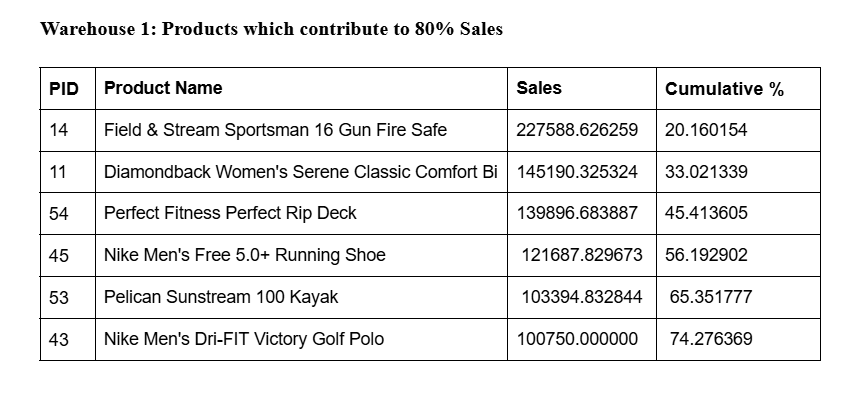 Warehouse 1: Products which contribute to 80% Sales
PID Product Name Sales Cumulative %
14 Field & Stream Sportsman 16 Gun Fire Safe 227588.626259 20.160154
11 Diamondback Women's Serene Classic Comfort Bi 145190.325324 33.021339
54 Perfect Fitness Perfect Rip Deck 139896.683887 45.413605
45 Nike Men's Free 5.0+ Running Shoe 121687.829673 56.192902
53 Pelican Sunstream 100 Kayak 103394.832844 65.351777
43 Nike Men's Dri-FIT Victory Golf Polo 100750.000000 74.276369